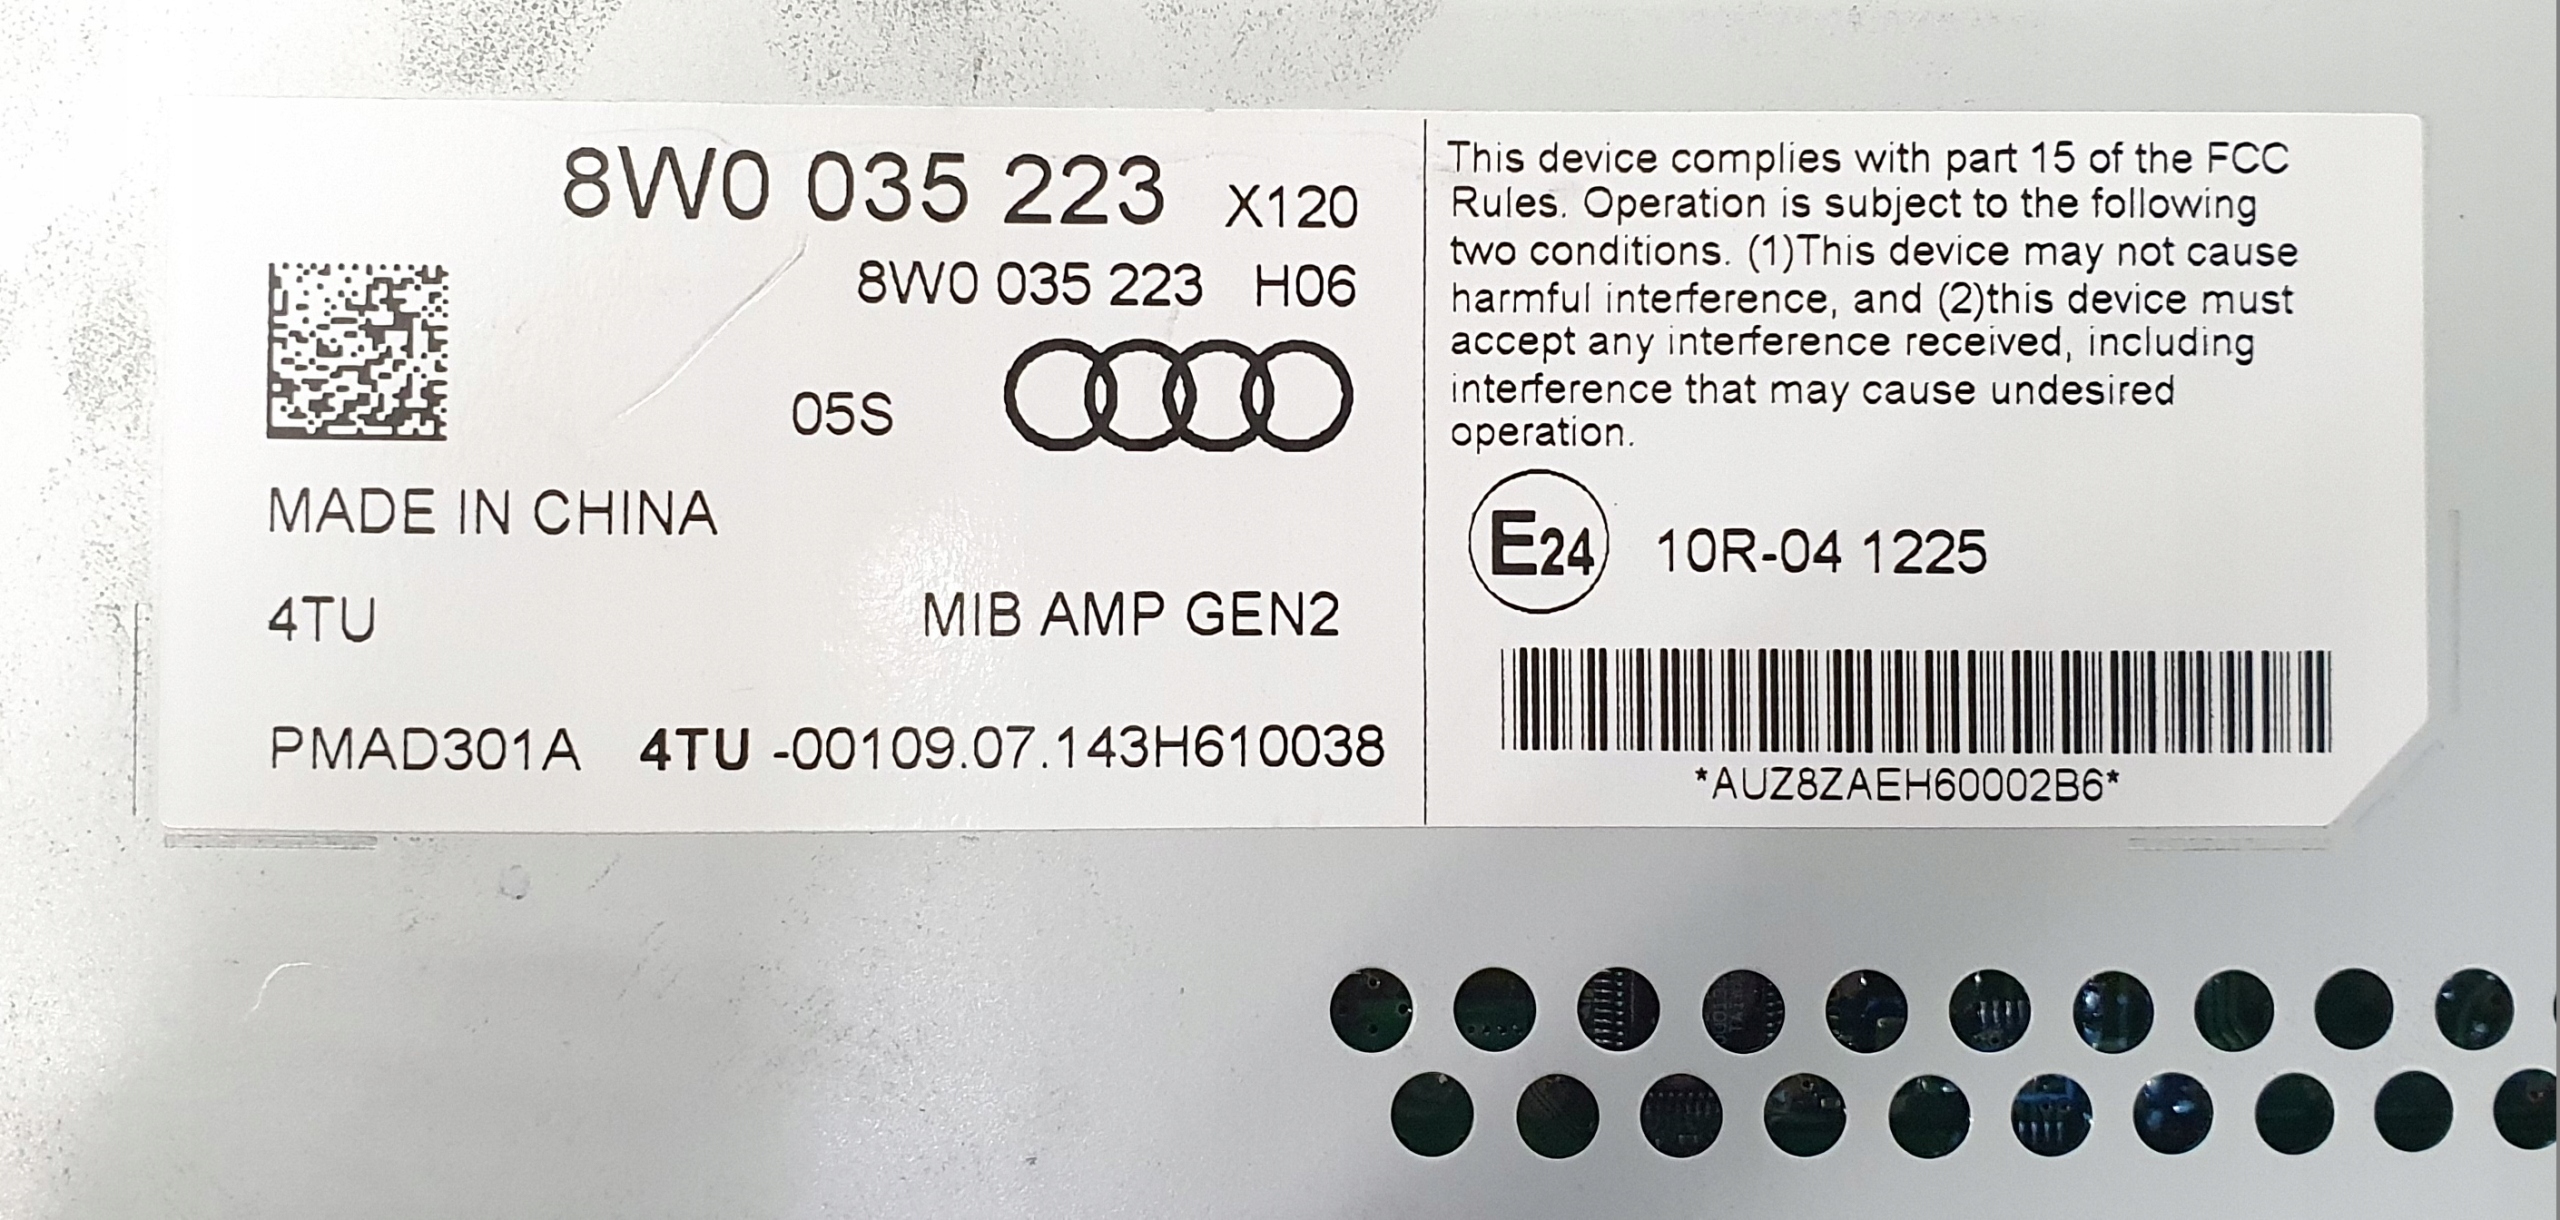 8W0 035 223 X120
8W0 035 223 H06
05S
MADE IN CHINA
4TU MIB AMP GEN2
PMAD301A 4TU -00109.07.143H610038
This device complies with part 15 of the FCC
Rules. Operation is subject to the following
two conditions. (1)This device may not cause
harmful interference, and (2)this device must
accept any interference received, including
interference that may cause undesired
operation.
E24 10R-04 1225
*AUZ8ZAEH60002B6*